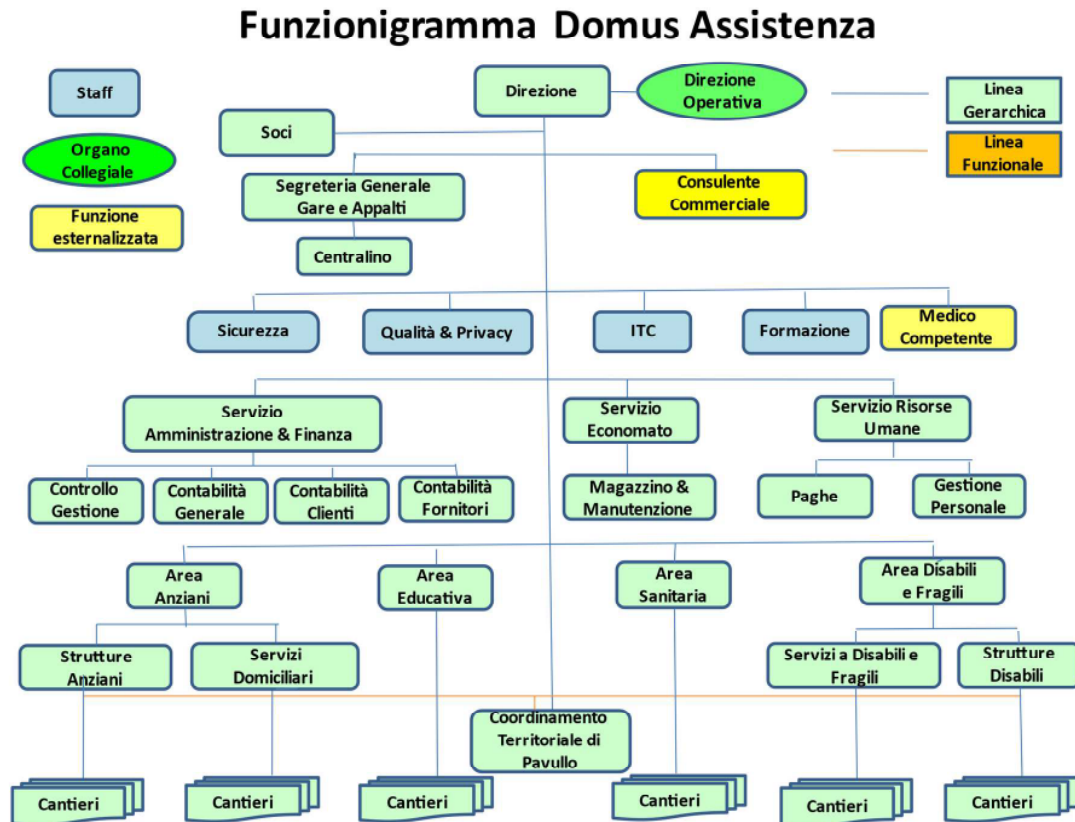 Funzionigramma Domus Assistenza
Staff
Organo
Collegiale
Funzione
esternalizzata
Direzione
Direzione
Operativa
Linea
Gerarchica
Linea
Funzionale
Soci
Segreteria Generale
Gare e Appalti
Consulente
Commerciale
Centralino
Sicurezza
Qualità & Privacy
ITC
Formazione
Medico
Competente
Servizio
Amministrazione & Finanza
Servizio
Economato
Servizio Risorse
Umane
Controllo
Gestione
Contabilità
Generale
Contabilità
Clienti
Contabilità
Fornitori
Magazzino &
Manutenzione
Paghe
Gestione
Personale
Area
Anziani
Area
Educativa
Area
Sanitaria
Area Disabili
e Fragili
Strutture
Anziani
Servizi
Domiciliari
Servizi a Disabili e
Fragili
Strutture
Disabili
Coordinamento
Territoriale di
Pavullo
Cantieri
Cantieri
Cantieri
Cantieri
Cantieri
Cantieri